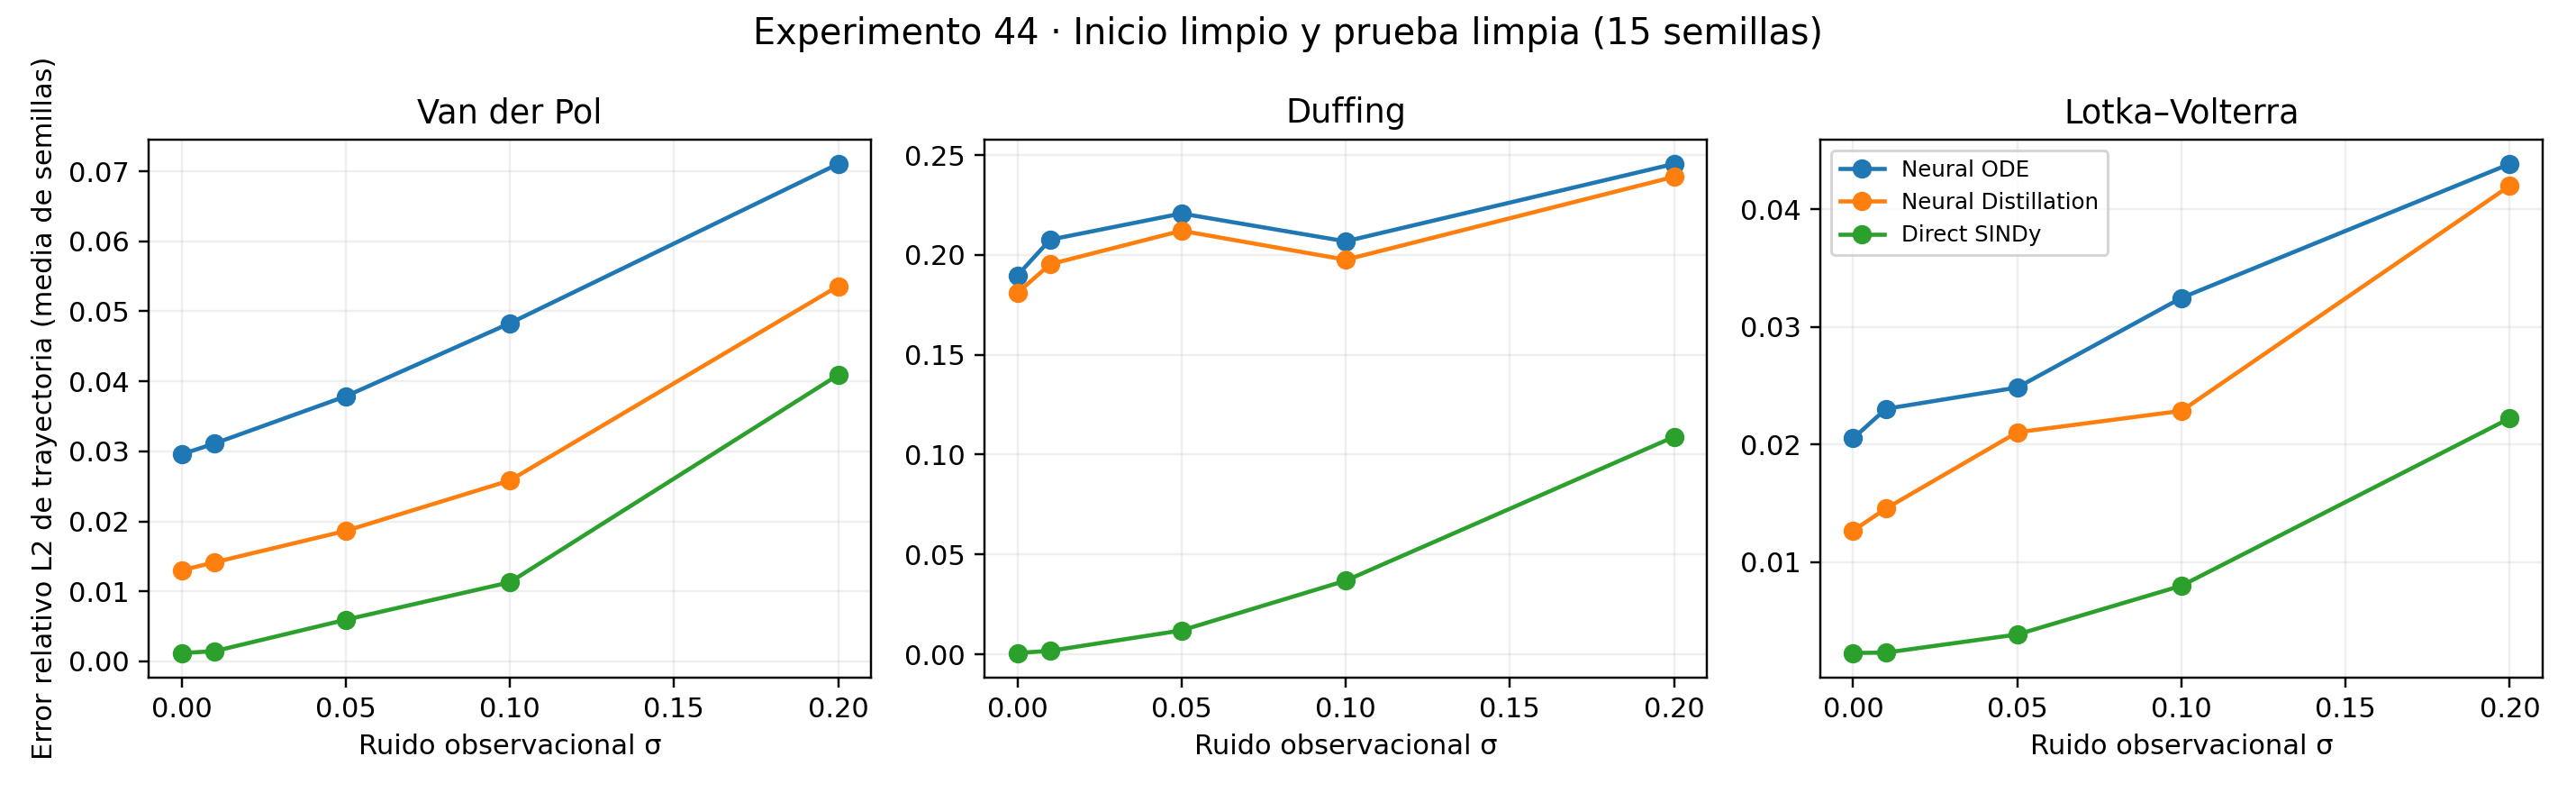 Experimento 44 · Inicio limpio y prueba limpia (15 semillas)
Error relativo L2 de trayectoria (media de semillas)
Van der Pol
0.07
0.06
0.05
0.04
0.03
0.02
0.01
0.00
0.00 0.05 0.10 0.15 0.20
Ruido observacional σ
Duffing
0.25
0.20
0.15
0.10
0.05
0.00
0.00 0.05 0.10 0.15 0.20
Ruido observacional σ
Lotka–Volterra
Neural ODE
Neural Distillation
Direct SINDy
0.04
0.03
0.02
0.01
0.00 0.05 0.10 0.15 0.20
Ruido observacional σ